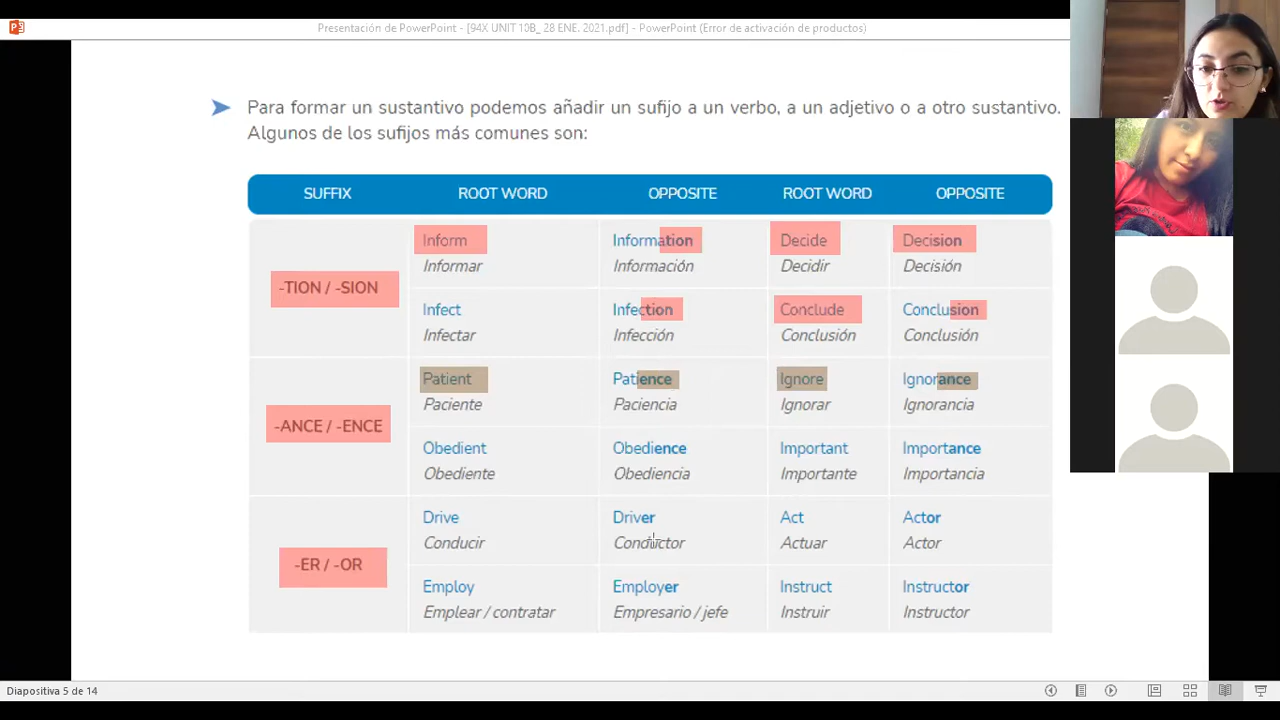 Presentación de PowerPoint - [94X UNIT 10B_ 28 ENE. 2021.pdf] - PowerPoint (Error de activación de productos)
Para formar un sustantivo podemos añadir un sufijo a un verbo, a un adjetivo o a otro sustantivo.
Algunos de los sufijos más comunes son:
SUFFIX ROOT WORD OPPOSITE ROOT WORD OPPOSITE
-TION / -SION
Inform Information Decide Decision
Informar Información Decidir Decisión
Infect Infection Conclude Conclusion
Infectar Infección Conclusión Conclusión
-ANCE / -ENCE
Patient Patience Ignore Ignorance
Paciente Paciencia Ignorar Ignorancia
Obedient Obedience Important Importance
Obediente Obediencia Importante Importancia
-ER / -OR
Drive Driver Act Actor
Conducir Conductor Actuar Actor
Employ Employer Instruct Instructor
Emplear / contratar Empresario / jefe Instruir Instructor
Diapositiva 5 de 14